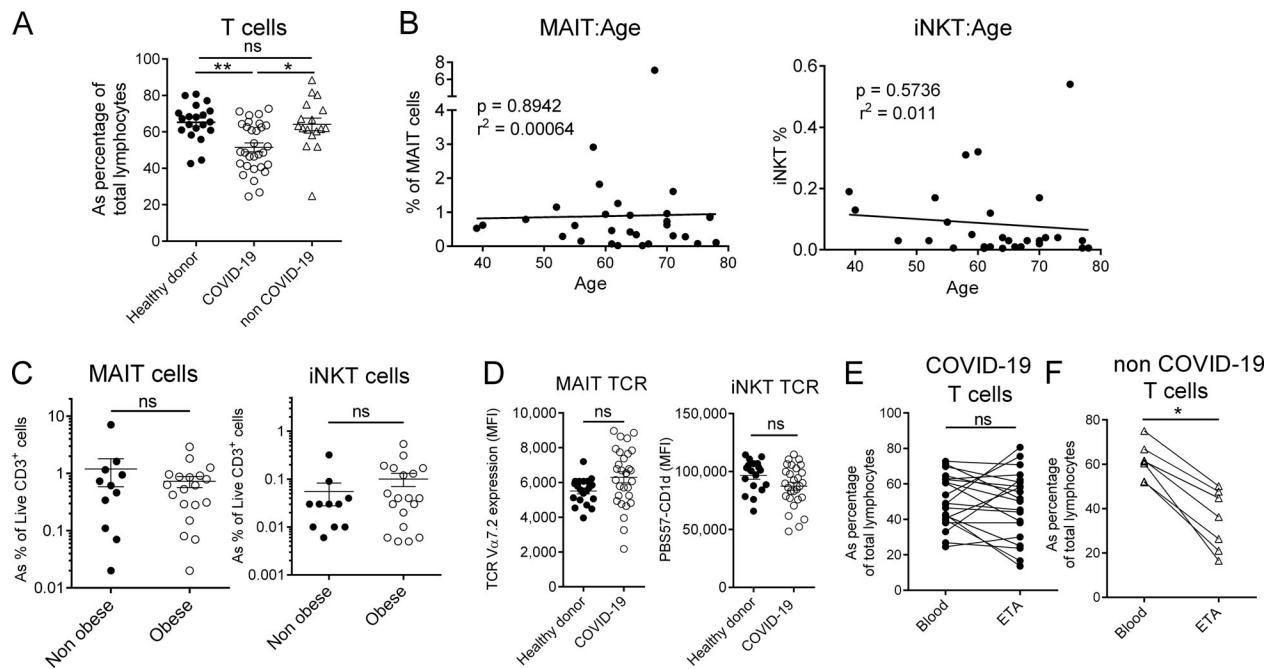 A
T cells
ns
**
*
As percentage of
total lymphocytes
100
80
60
40
20
0
Healthy donor
COVID-19
non COVID-19
B
MAIT:Age
% of MAIT cells
8
6
4
3
2
1
0
p = 0.8942
r² = 0.00064
40
50
60
70
80
Age
iNKT:Age
iNKT %
0.6
0.4
0.2
0.0
p = 0.5736
r² = 0.011
40
50
60
70
80
Age
C
MAIT cells
ns
As % of Live CD3⁺ cells
10
1
0.1
0.01
Non obese
Obese
iNKT cells
ns
As % of Live CD3⁺ cells
1
0.1
0.01
0.001
Non obese
Obese
D
MAIT TCR
ns
TCR Vα7.2 expression (MFI)
10,000
8,000
6,000
4,000
2,000
0
Healthy donor
COVID-19
iNKT TCR
ns
PBS57-CD1d (MFI)
150,000
100,000
50,000
0
Healthy donor
COVID-19
E
COVID-19
T cells
ns
As percentage
of total lymphocytes
100
80
60
40
20
0
Blood
ETA
F
non COVID-19
T cells
*
As percentage
of total lymphocytes
80
60
40
20
0
Blood
ETA